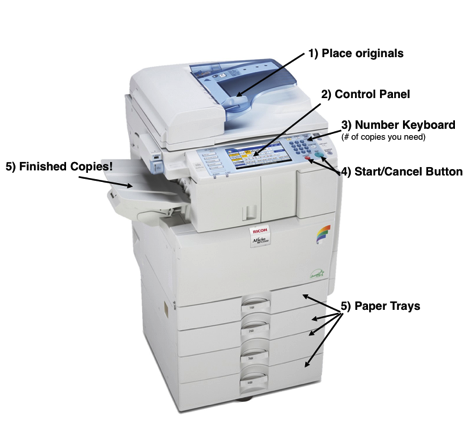 1) Place originals
2) Control Panel
3) Number Keyboard
(# of copies you need)
4) Start/Cancel Button
5) Finished Copies!
RICOH
Aficio
5) Paper Trays